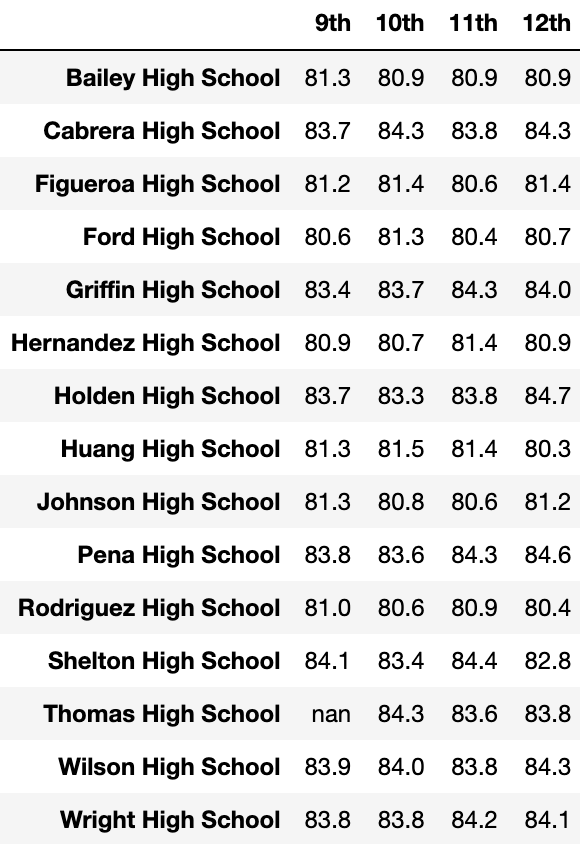 9th 10th 11th 12th
Bailey High School 81.3 80.9 80.9 80.9
Cabrera High School 83.7 84.3 83.8 84.3
Figueroa High School 81.2 81.4 80.6 81.4
Ford High School 80.6 81.3 80.4 80.7
Griffin High School 83.4 83.7 84.3 84.0
Hernandez High School 80.9 80.7 81.4 80.9
Holden High School 83.7 83.3 83.8 84.7
Huang High School 81.3 81.5 81.4 80.3
Johnson High School 81.3 80.8 80.6 81.2
Pena High School 83.8 83.6 84.3 84.6
Rodriguez High School 81.0 80.6 80.9 80.4
Shelton High School 84.1 83.4 84.4 82.8
Thomas High School nan 84.3 83.6 83.8
Wilson High School 83.9 84.0 83.8 84.3
Wright High School 83.8 83.8 84.2 84.1